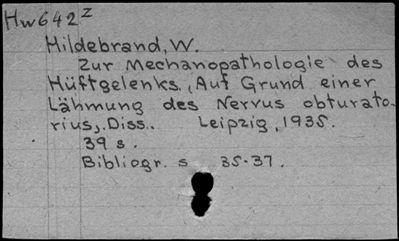 Hw642z
Hildebrand, W.
Zur Mechanopathologie des
Hüftgelenks. Auf Grund einer
Lähmung des Nervus obturato-
rius. Diss. Leipzig, 1935.
39 s.
Bibliogr. s 35-37.